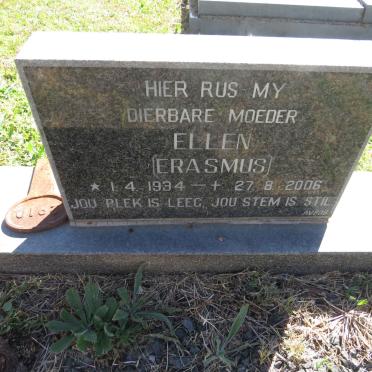 HIER RUS MY
DIERBARE MOEDER
ELLEN
(ERASMUS)
* 1. 4. 1934 — + 27. 8. 2006
JOU PLEK IS LEEG, JOU STEM IS STIL
AVBOB